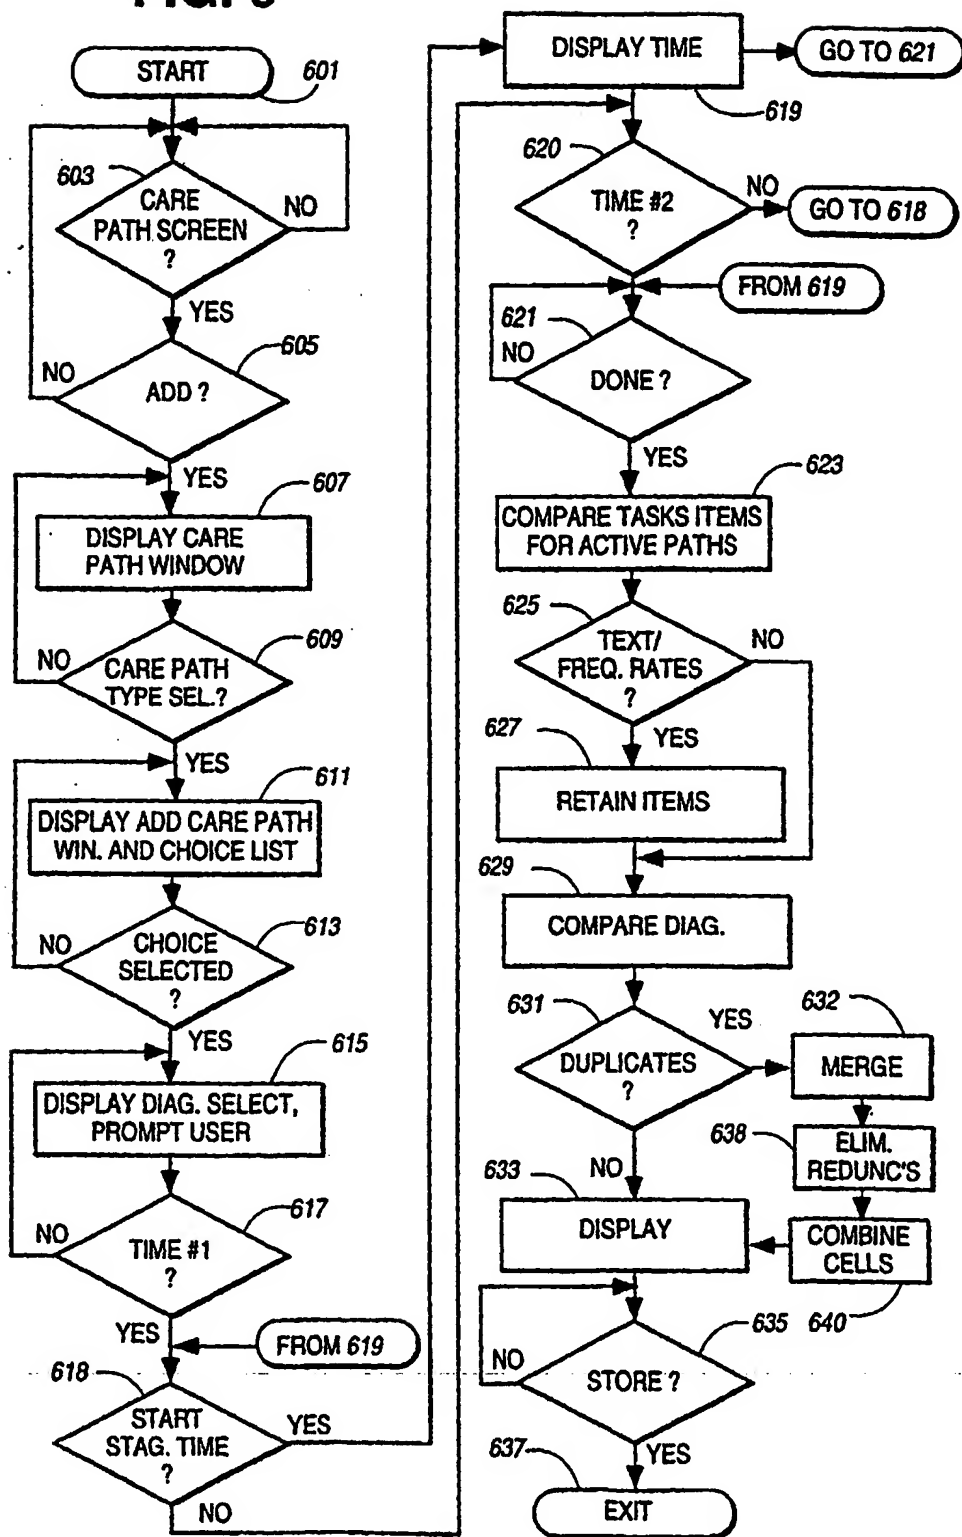 START
601
603
CARE
PATH SCREEN
?
NO
YES
605
NO
ADD ?
YES
607
DISPLAY CARE
PATH WINDOW
609
NO
CARE PATH
TYPE SEL.?
YES
611
DISPLAY ADD CARE PATH
WIN. AND CHOICE LIST
613
NO
CHOICE
SELECTED
?
YES
615
DISPLAY DIAG. SELECT,
PROMPT USER
617
NO
TIME #1
?
YES
FROM 619
618
START
STAG. TIME
?
YES
NO
DISPLAY TIME
GO TO 621
619
620
TIME #2
?
NO
GO TO 618
FROM 619
621
NO
DONE ?
YES
623
COMPARE TASKS ITEMS
FOR ACTIVE PATHS
625
TEXT/
FREQ. RATES
?
NO
YES
627
RETAIN ITEMS
629
COMPARE DIAG.
631
DUPLICATES
?
YES
632
MERGE
638
ELIM.
REDUNC'S
NO
633
DISPLAY
COMBINE
CELLS
640
635
NO
STORE ?
YES
637
EXIT